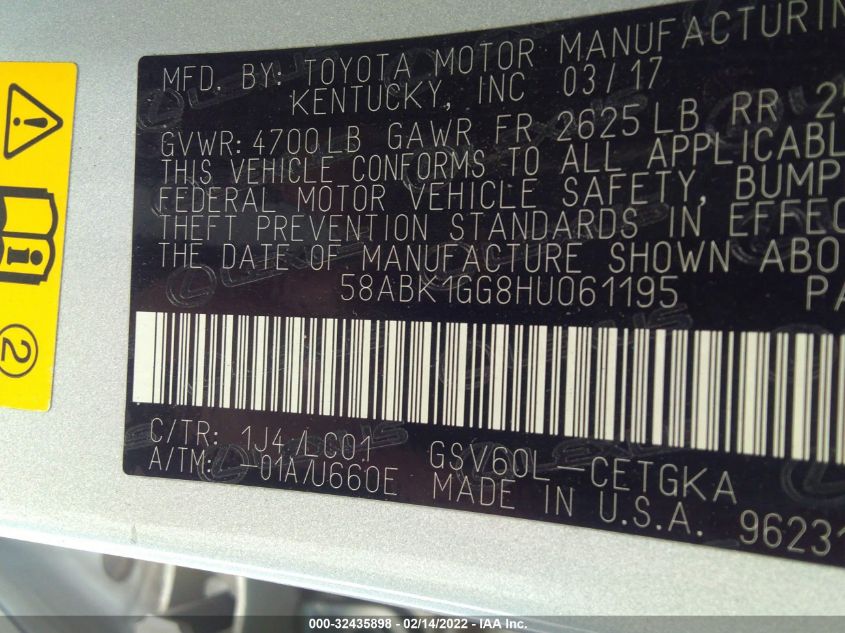 MFD. BY: TOYOTA MOTOR MANUFACTURIN
KENTUCKY, INC 03/17
GVWR: 4700LB GAWR FR 2625LB RR 25
THIS VEHICLE CONFORMS TO ALL APPLICABL
FEDERAL MOTOR VEHICLE SAFETY, BUMP
THEFT PREVENTION STANDARDS IN EFFEC
THE DATE OF MANUFACTURE SHOWN ABO
58ABK1GG8HU061195 PA
C/TR: 1J4 /LC01 GSV60L-CETGKA
A/TM: -01A/U660E MADE IN U.S.A. 96231
2
000-32435898 - 02/14/2022 - IAA Inc.